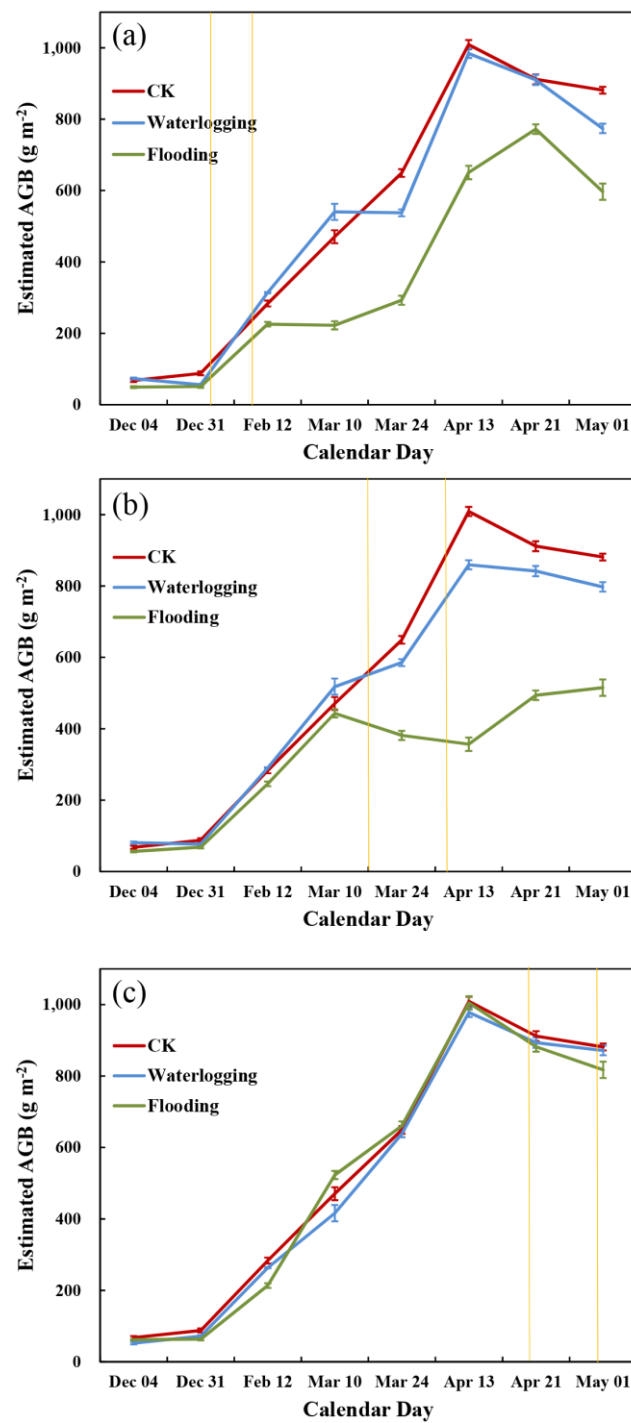 (a)
1,000
CK
800
Waterlogging
Flooding
600
400
200
0
Estimated AGB (g m-2)
Dec 04 Dec 31 Feb 12 Mar 10 Mar 24 Apr 13 Apr 21 May 01
Calendar Day
(b)
1,000
CK
800
Waterlogging
Flooding
600
400
200
0
Estimated AGB (g m-2)
Dec 04 Dec 31 Feb 12 Mar 10 Mar 24 Apr 13 Apr 21 May 01
Calendar Day
(c)
1,000
CK
800
Waterlogging
Flooding
600
400
200
0
Estimated AGB (g m-2)
Dec 04 Dec 31 Feb 12 Mar 10 Mar 24 Apr 13 Apr 21 May 01
Calendar Day